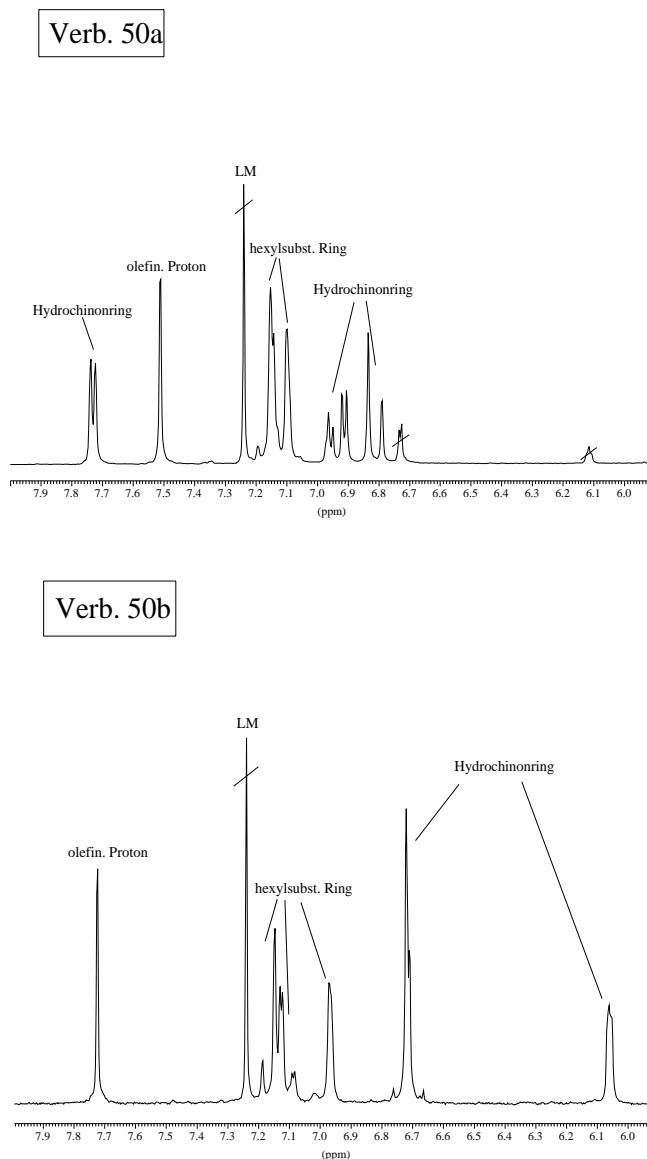 Verb. 50a
LM
hexylsubst. Ring
olefin. Proton
Hydrochinonring
Hydrochinonring
7.9 7.8 7.7 7.6 7.5 7.4 7.3 7.2 7.1 7.0 6.9 6.8 6.7 6.6 6.5 6.4 6.3 6.2 6.1 6.0
(ppm)
Verb. 50b
LM
Hydrochinonring
olefin. Proton
hexylsubst. Ring
7.9 7.8 7.7 7.6 7.5 7.4 7.3 7.2 7.1 7.0 6.9 6.8 6.7 6.6 6.5 6.4 6.3 6.2 6.1 6.0
(ppm)